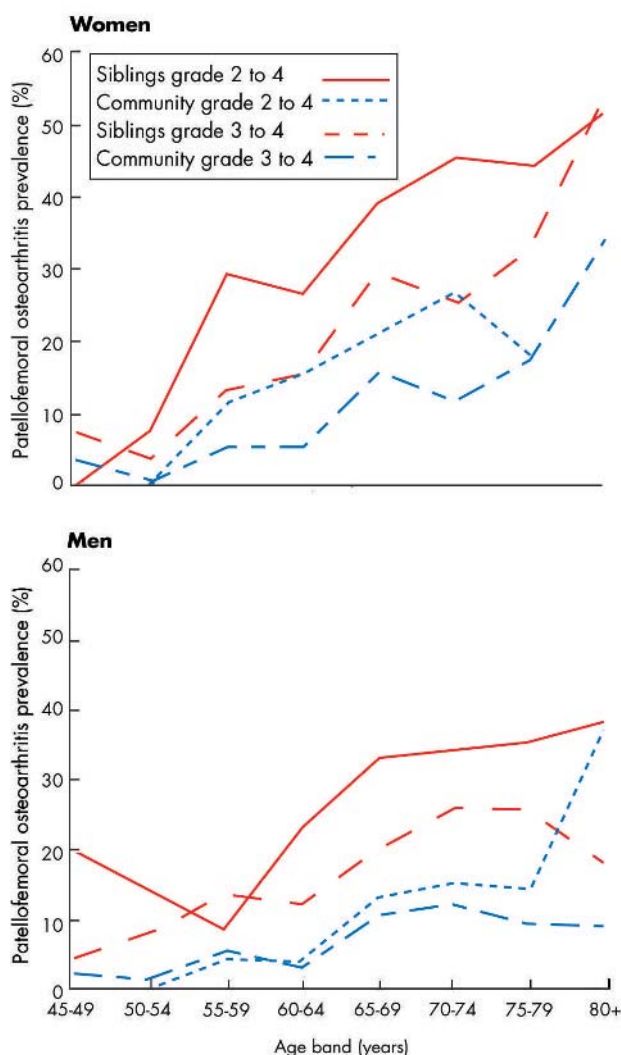 Women
Patellofemoral osteoarthritis prevalence (%)
60
50
40
30
20
10
0
Siblings grade 2 to 4
Community grade 2 to 4
Siblings grade 3 to 4
Community grade 3 to 4
Men
Patellofemoral osteoarthritis prevalence (%)
60
50
40
30
20
10
0
45-49 50-54 55-59 60-64 65-69 70-74 75-79 80+
Age band (years)